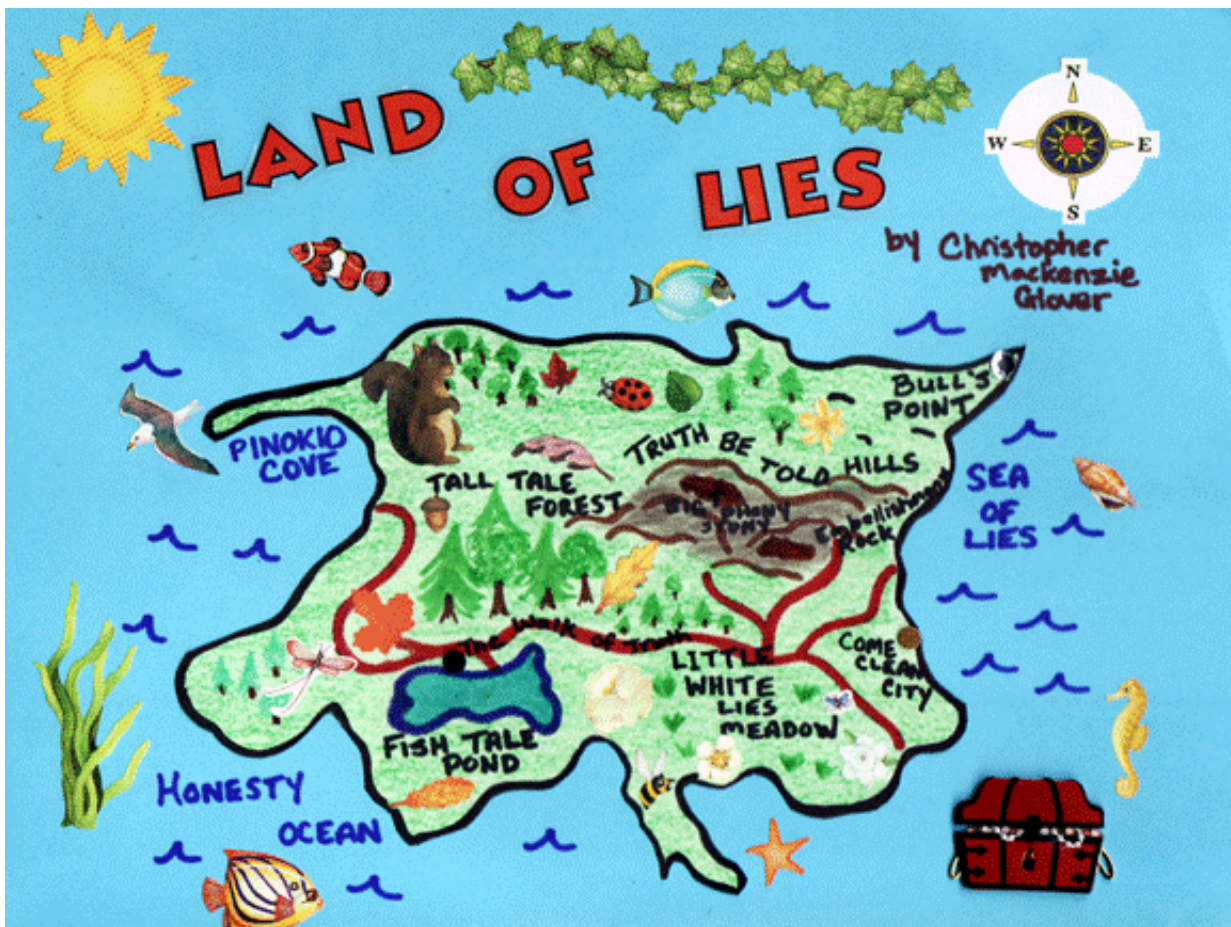 LAND OF LIES
N
W E
S
by Christopher
Mackenzie
Glover
BULL'S
POINT
PINOKIO
COVE
TRUTH BE TOLD HILLS
TALL TALE
FOREST
BIG PHONY
STONY
Embellishment
ROCK
SEA
OF
LIES
The Walk of Truth
LITTLE
WHITE
LIES
MEADOW
COME
CLEAN
CITY
FISH TALE
POND
HONESTY
OCEAN